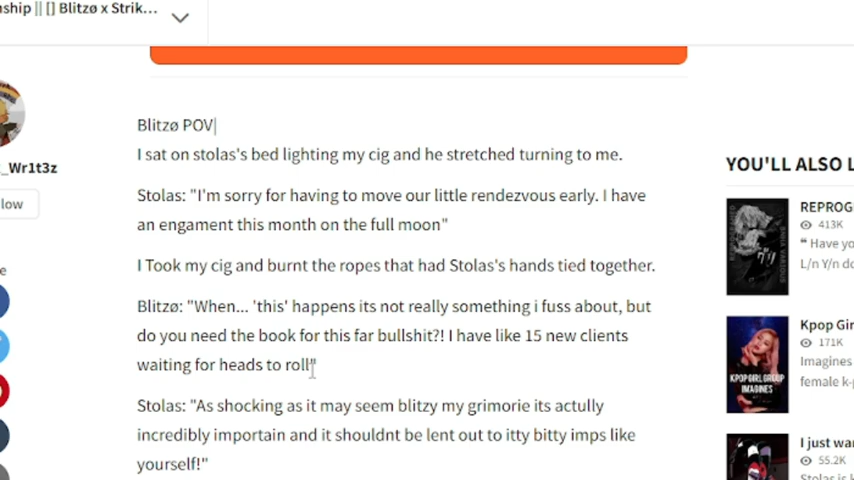 ship || [] Blitzø x Strik...
Blitzø POV
I sat on stolas's bed lighting my cig and he stretched turning to me.
_Wr1t3z
YOU'LL ALSO L
low
Stolas: "I'm sorry for having to move our little rendezvous early. I have
an engament this month on the full moon"
REPROG
413K
❝ Have yo
L/n Y/n do
I Took my cig and burnt the ropes that had Stolas's hands tied together.
e
Blitzø: "When... 'this' happens its not really something i fuss about, but
do you need the book for this far bullshit?! I have like 15 new clients
waiting for heads to roll"
Kpop Gir
171K
Imagines
female k-p
KPOP GIRL GROUP
IMAGINES
Stolas: "As shocking as it may seem blitzy my grimorie its actully
incredibly importain and it shouldnt be lent out to itty bitty imps like
yourself!"
I just wa
55.2K
Stolas is k